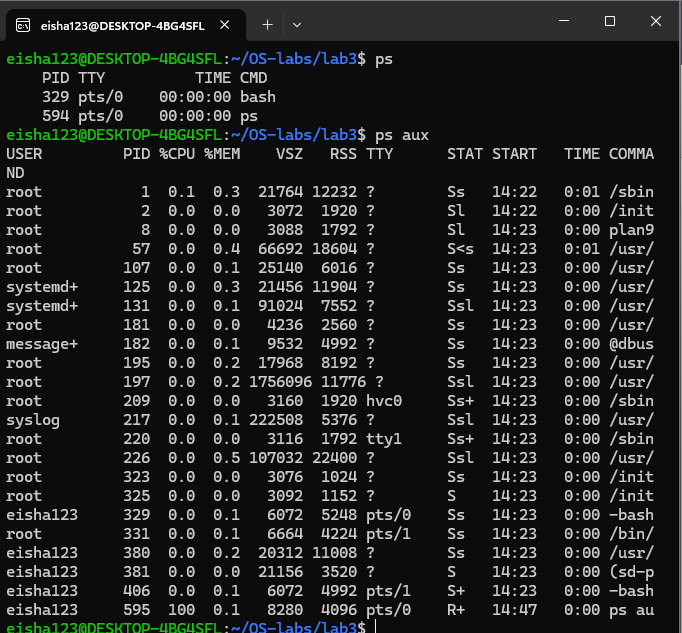 eisha123@DESKTOP-4BG4SFL
eisha123@DESKTOP-4BG4SFL:~/OS-labs/lab3$ ps
    PID TTY          TIME CMD
    329 pts/0    00:00:00 bash
    594 pts/0    00:00:00 ps
eisha123@DESKTOP-4BG4SFL:~/OS-labs/lab3$ ps aux
USER         PID %CPU %MEM    VSZ   RSS TTY      STAT START   TIME COMMA
ND
root           1  0.1  0.3  21764 12232 ?        Ss   14:22   0:01 /sbin
root           2  0.0  0.0   3072  1920 ?        Sl   14:22   0:00 /init
root           8  0.0  0.0   3088  1792 ?        Sl   14:23   0:00 plan9
root          57  0.0  0.4  66692 18604 ?        S<s  14:23   0:01 /usr/
root         107  0.0  0.1  25140  6016 ?        Ss   14:23   0:00 /usr/
systemd+     125  0.0  0.3  21456 11904 ?        Ss   14:23   0:00 /usr/
systemd+     131  0.0  0.1  91024  7552 ?        Ssl  14:23   0:00 /usr/
root         181  0.0  0.0   4236  2560 ?        Ss   14:23   0:00 /usr/
message+     182  0.0  0.1   9532  4992 ?        Ss   14:23   0:00 @dbus
root         195  0.0  0.2  17968  8192 ?        Ss   14:23   0:00 /usr/
root         197  0.0  0.2 1756096 11776 ?       Ssl  14:23   0:00 /usr/
root         209  0.0  0.0   3160  1920 hvc0     Ss+  14:23   0:00 /sbin
syslog       217  0.0  0.1 222508  5376 ?        Ssl  14:23   0:00 /usr/
root         220  0.0  0.0   3116  1792 tty1     Ss+  14:23   0:00 /sbin
root         226  0.0  0.5 107032 22400 ?        Ssl  14:23   0:00 /usr/
root         323  0.0  0.0   3076  1024 ?        Ss   14:23   0:00 /init
root         325  0.0  0.0   3092  1152 ?        S    14:23   0:00 /init
eisha123     329  0.0  0.1   6072  5248 pts/0    Ss   14:23   0:00 -bash
root         331  0.0  0.1   6664  4224 pts/1    Ss   14:23   0:00 /bin/
eisha123     380  0.0  0.2  20312 11008 ?        Ss   14:23   0:00 /usr/
eisha123     381  0.0  0.0  21156  3520 ?        S    14:23   0:00 (sd-p
eisha123     406  0.0  0.1   6072  4992 pts/1    S+   14:23   0:00 -bash
eisha123     595  100  0.1   8280  4096 pts/0    R+   14:47   0:00 ps au
eisha123@DESKTOP-4BG4SFL:~/OS-labs/lab3$